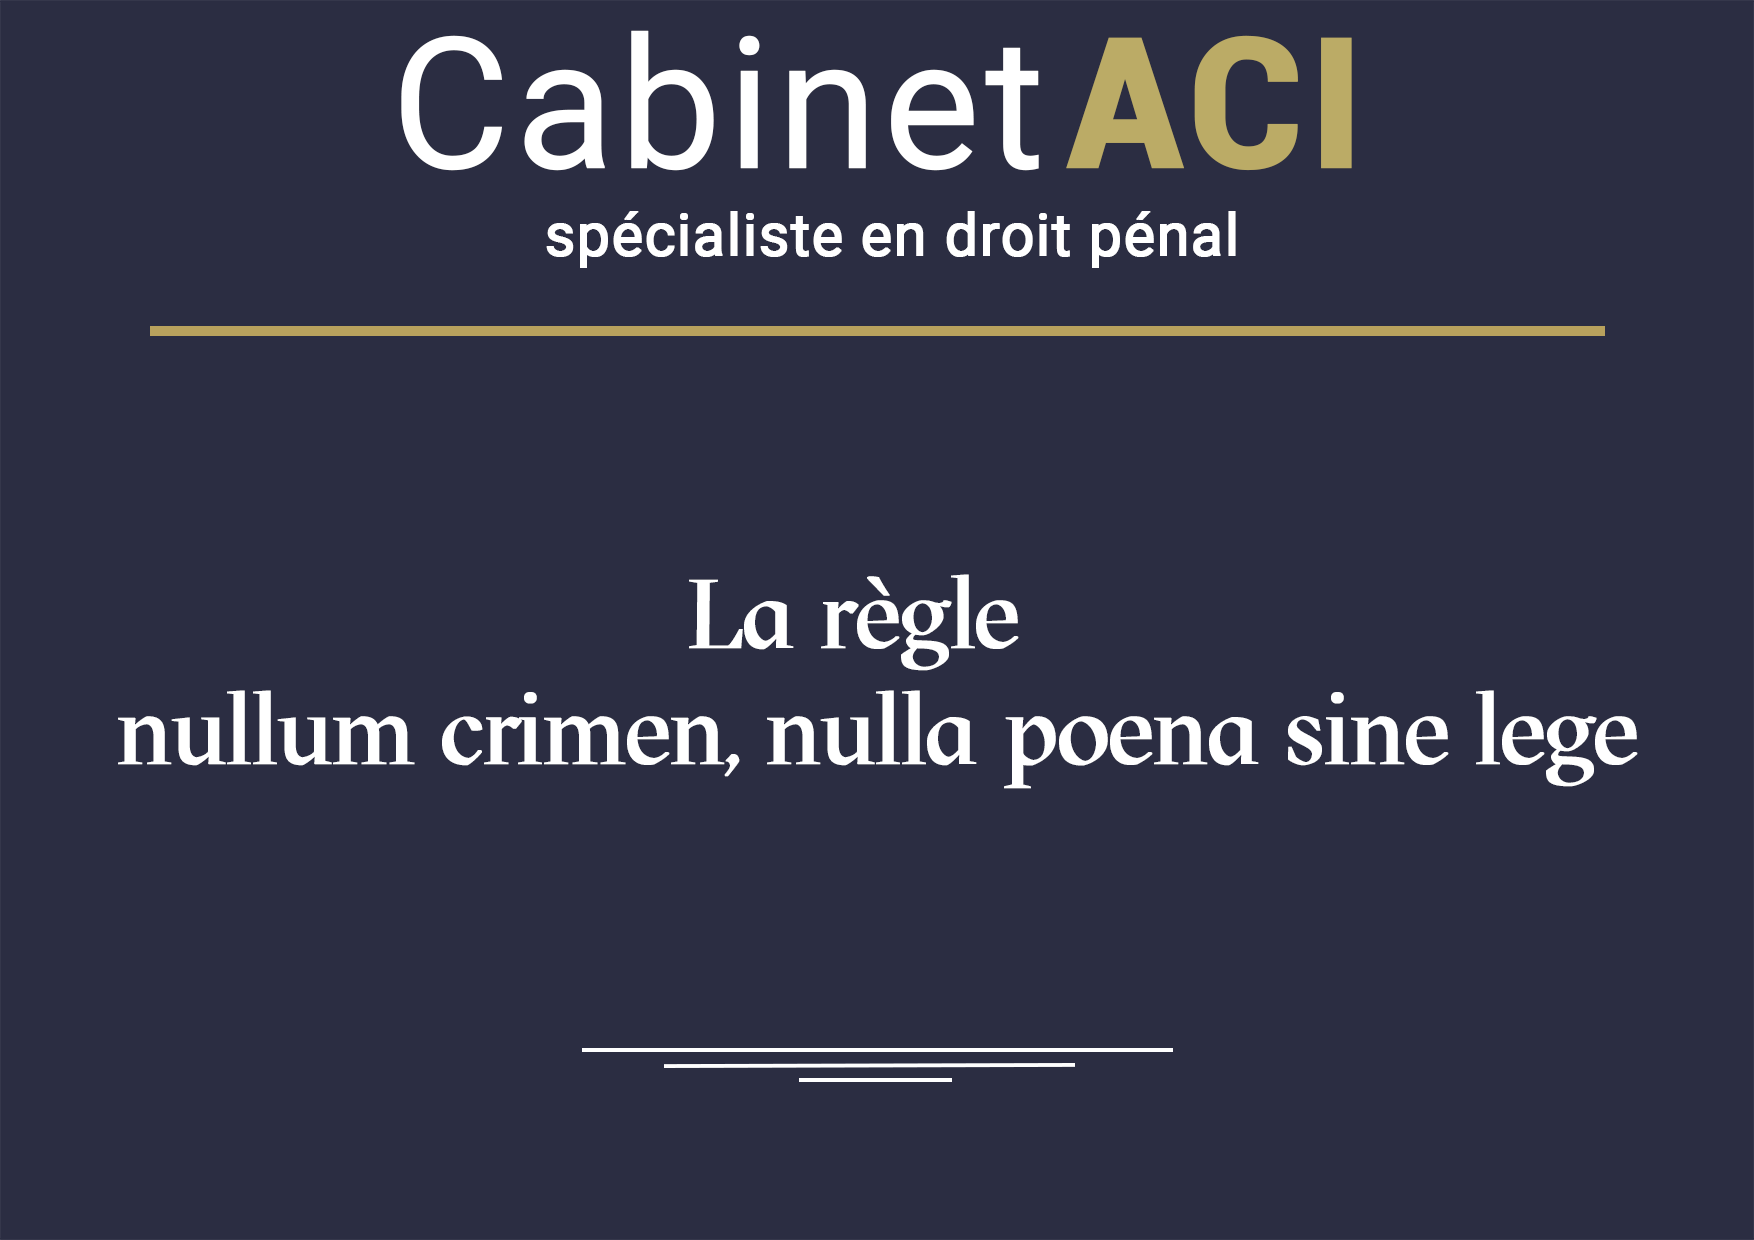 Cabinet ACI
spécialiste en droit pénal
La règle
nullum crimen, nulla poena sine lege